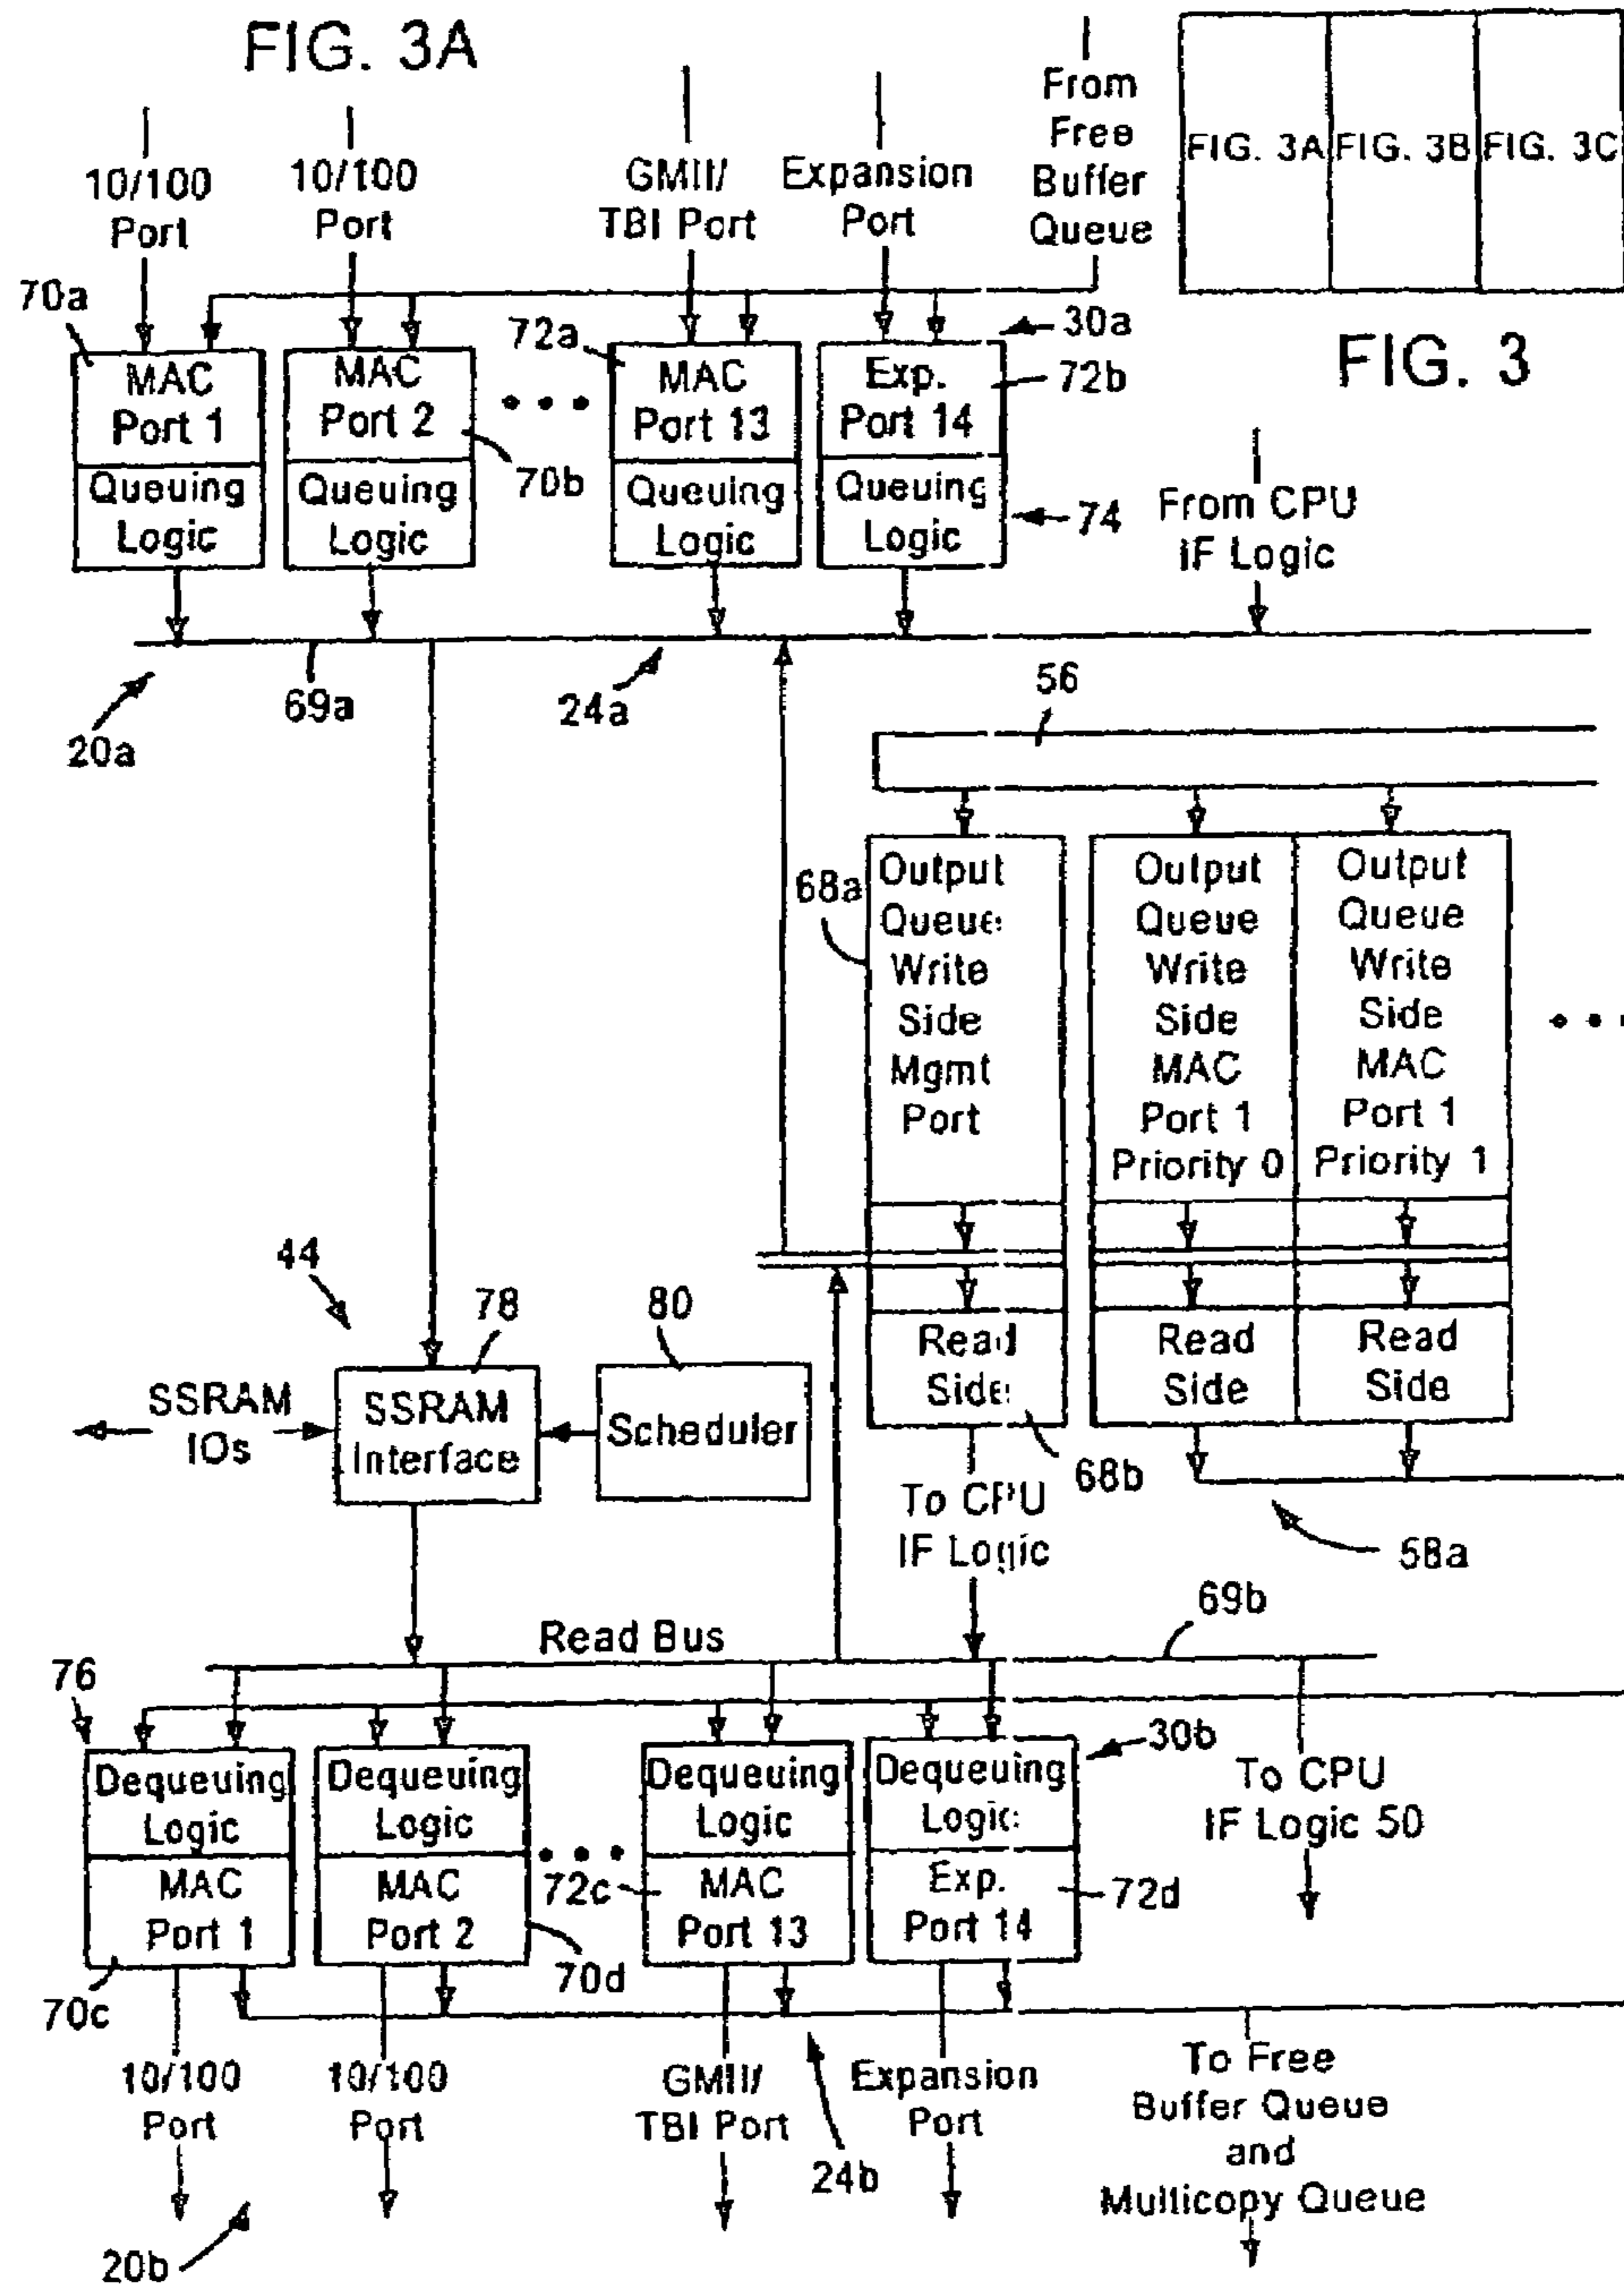 FIG. 3A
FIG. 3A FIG. 3B FIG. 3C
FIG. 3
10/100
Port
10/100
Port
GMII/
TBI Port
Expansion
Port
From
Free
Buffer
Queue
70a
MAC
Port 1
Queuing
Logic
MAC
Port 2
Queuing
Logic
70b
72a
MAC
Port 13
Queuing
Logic
30a
Exp.
Port 14
72b
Queuing
Logic
74
From CPU
IF Logic
20a
69a
24a
56
68a
Output
Queue
Write
Side
Mgmt
Port
Output
Queue
Write
Side
MAC
Port 1
Priority 0
Output
Queue
Write
Side
MAC
Port 1
Priority 1
Read
Side
Read
Side
Read
Side
68b
58a
44
78
80
SSRAM
IOs
SSRAM
Interface
Scheduler
To CPU
IF Logic
Read Bus
69b
76
Dequeuing
Logic
MAC
Port 1
70c
Dequeuing
Logic
MAC
Port 2
70d
Dequeuing
Logic
72c
MAC
Port 13
Dequeuing
Logic
30b
Exp.
Port 14
72d
To CPU
IF Logic 50
10/100
Port
10/100
Port
GMII/
TBI Port
Expansion
Port
To Free
Buffer Queue
and
Multicopy Queue
20b
24b